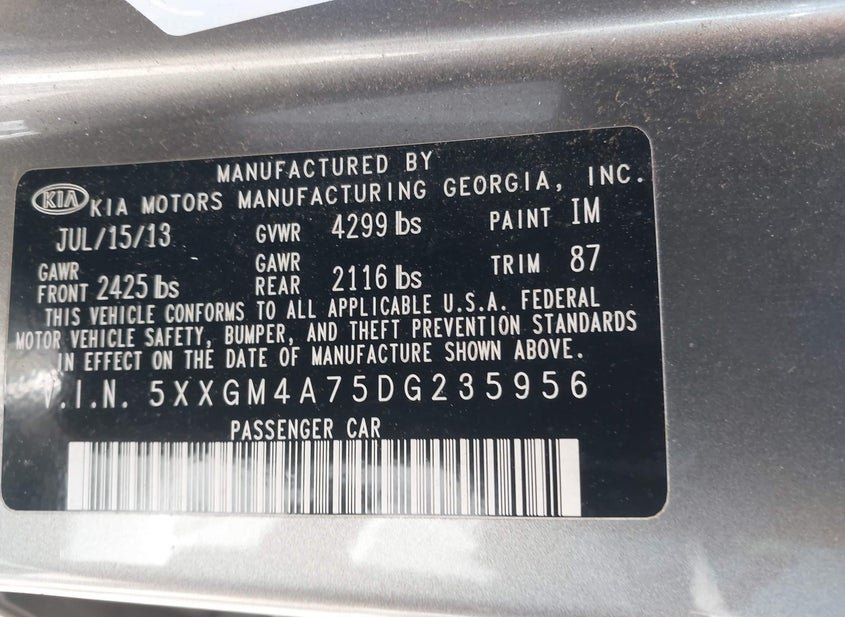 MANUFACTURED BY
KIA KIA MOTORS MANUFACTURING GEORGIA, INC.
JUL/15/13 GVWR 4299 lbs PAINT IM
GAWR FRONT 2425 lbs GAWR REAR 2116 lbs TRIM 87
THIS VEHICLE CONFORMS TO ALL APPLICABLE U.S.A. FEDERAL
MOTOR VEHICLE SAFETY, BUMPER, AND THEFT PREVENTION STANDARDS
IN EFFECT ON THE DATE OF MANUFACTURE SHOWN ABOVE.
V.I.N. 5XXGM4A75DG235956
PASSENGER CAR